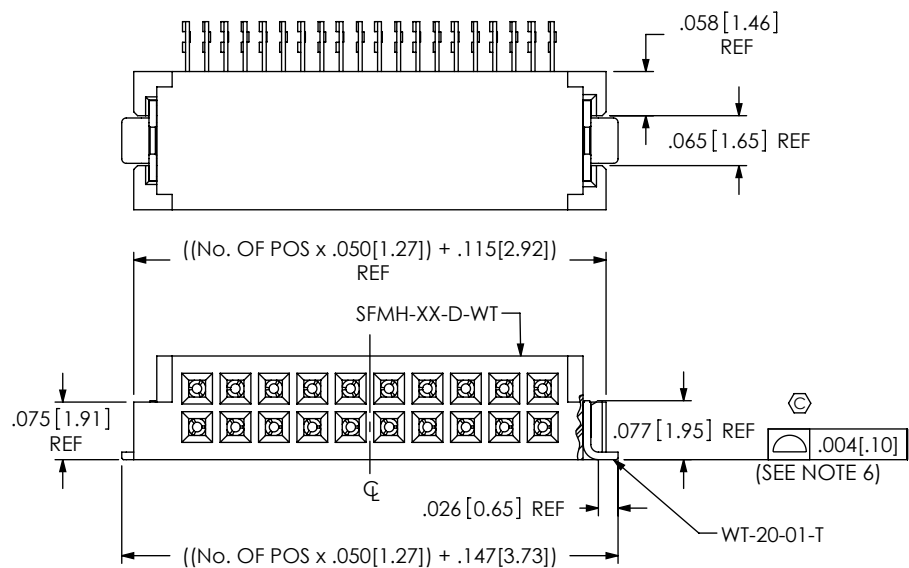 .058[1.46]
REF
.065[1.65] REF
((No. OF POS x .050[1.27]) + .115[2.92])
REF
SFMH-XX-D-WT
.075[1.91]
REF
.077[1.95] REF
C
.004[.10]
(SEE NOTE 6)
℄
.026[0.65] REF
WT-20-01-T
((No. OF POS x .050[1.27]) + .147[3.73])